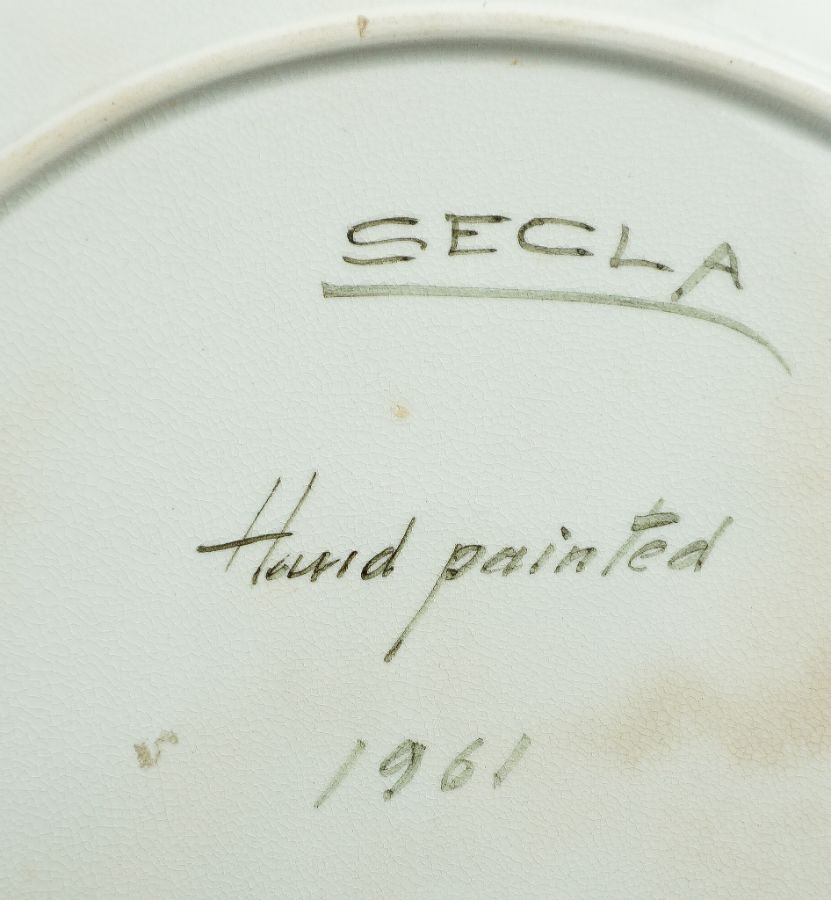 SECLA
Hand painted
1961